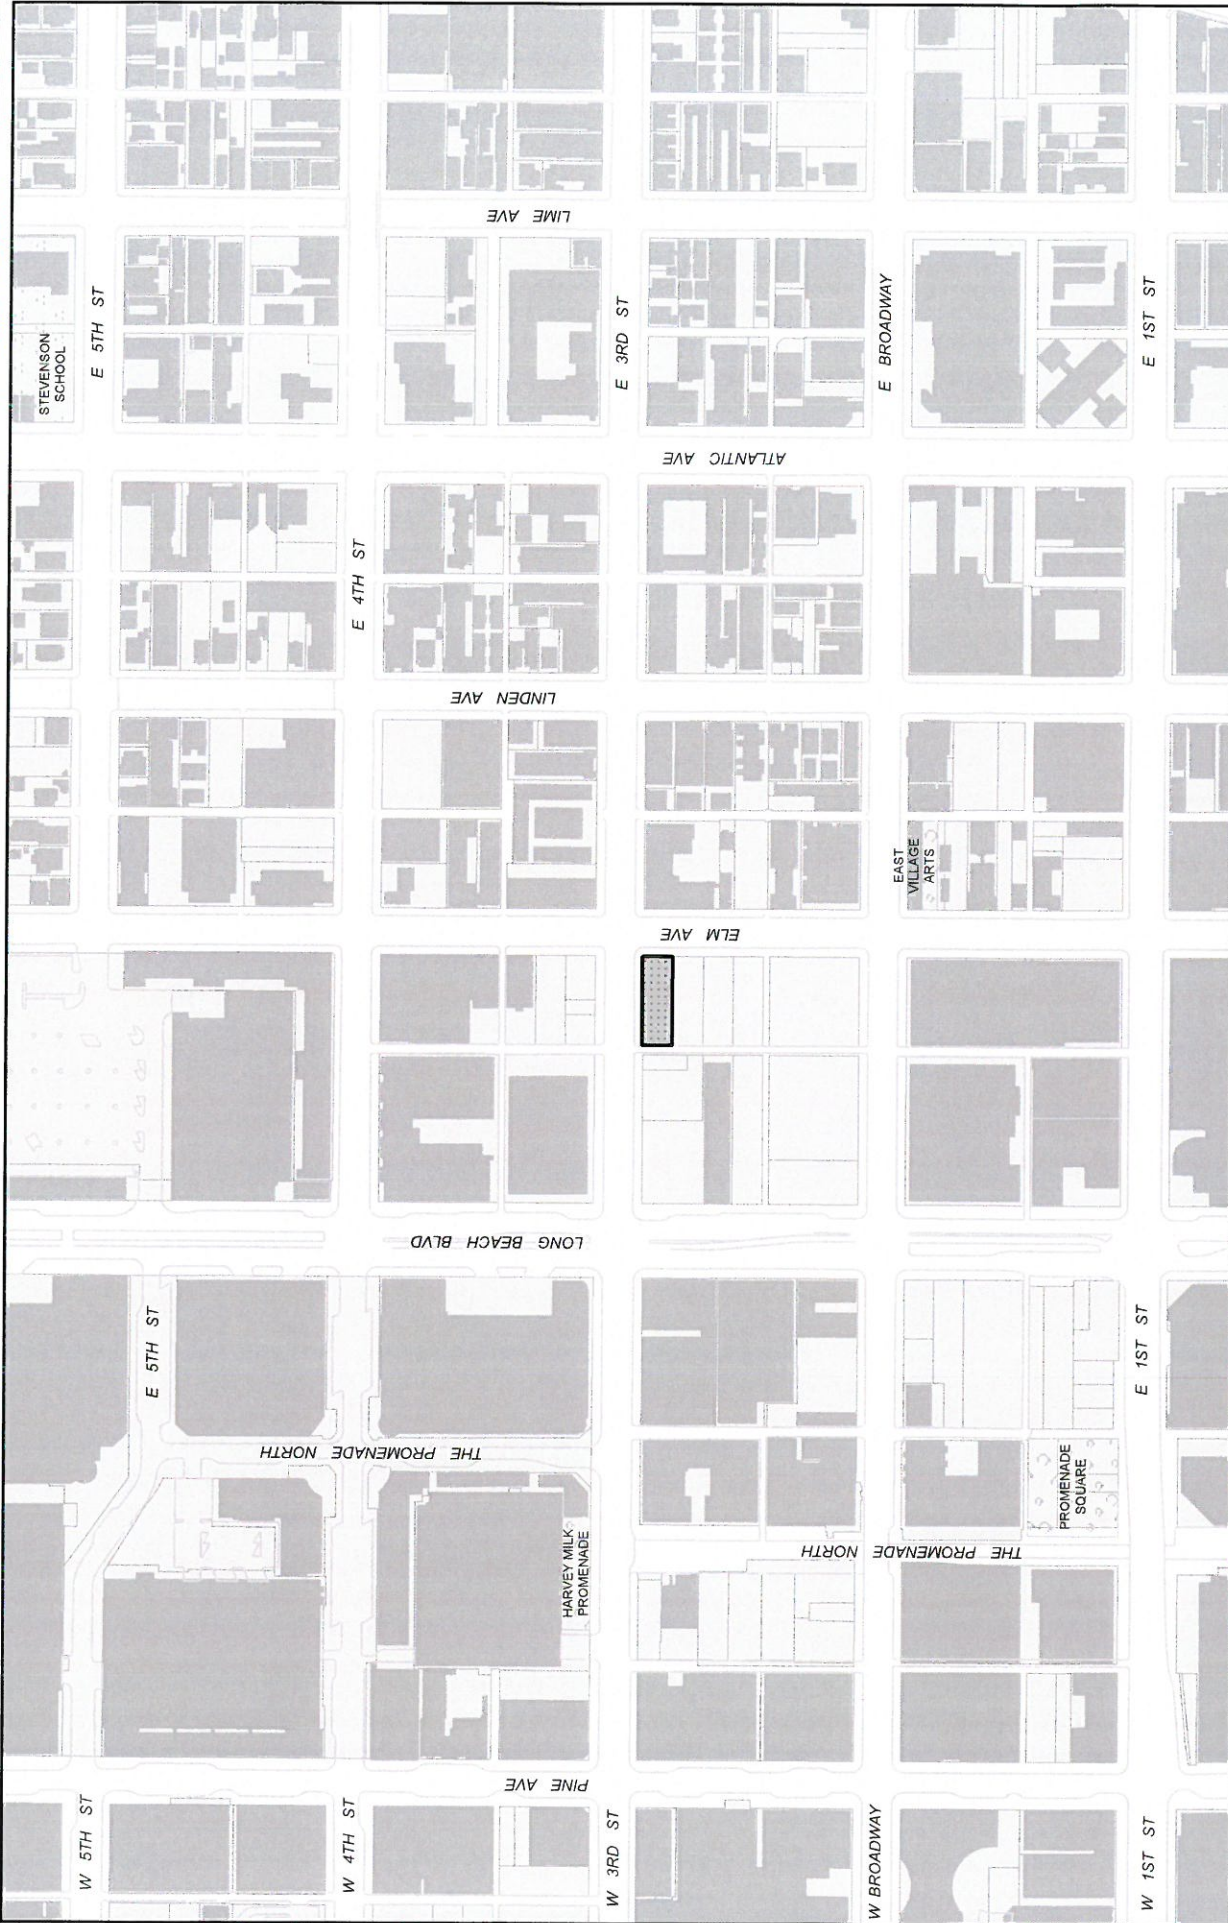 LIME AVE
STEVENSON
SCHOOL
E 5TH ST
E 3RD ST
E BROADWAY
E 1ST ST
ATLANTIC AVE
E 4TH ST
LINDEN AVE
EAST
VILLAGE
ARTS
ELM AVE
LONG BEACH BLVD
E 5TH ST
E 1ST ST
THE PROMENADE NORTH
PROMENADE
SQUARE
HARVEY MILK
PROMENADE
THE PROMENADE NORTH
PINE AVE
W 5TH ST
W 4TH ST
W 3RD ST
W BROADWAY
W 1ST ST